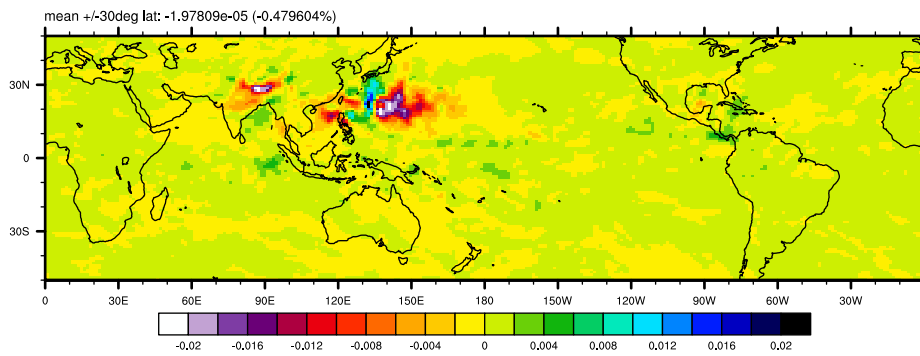 mean +/-30deg lat: -1.97809e-05 (-0.479604%)
30N
0
30S
0 30E 60E 90E 120E 150E 180 150W 120W 90W 60W 30W
-0.02 -0.016 -0.012 -0.008 -0.004 0 0.004 0.008 0.012 0.016 0.02